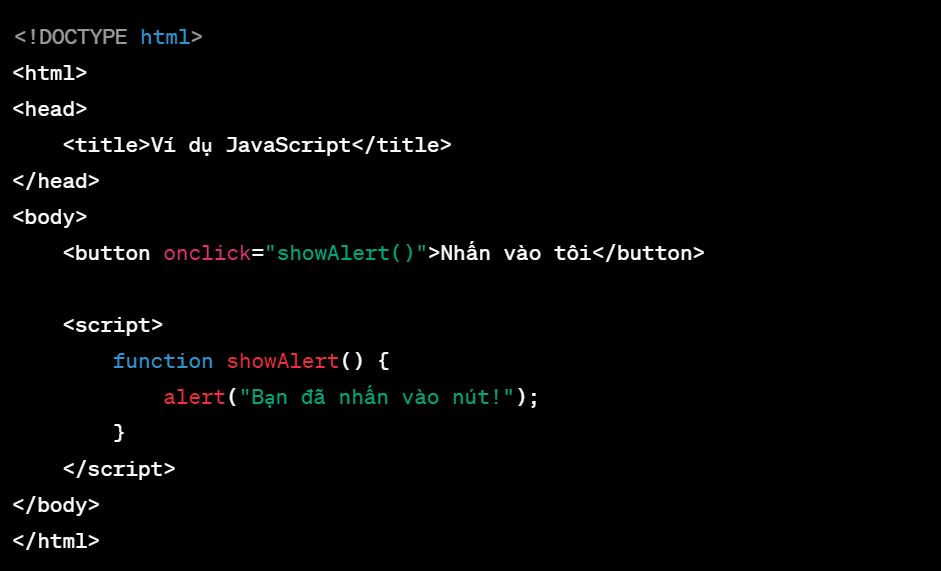 <!DOCTYPE html>
<html>
<head>
    <title>Ví dụ JavaScript</title>
</head>
<body>
    <button onclick="showAlert()">Nhấn vào tôi</button>

    <script>
        function showAlert() {
            alert("Bạn đã nhấn vào nút!");
        }
    </script>
</body>
</html>